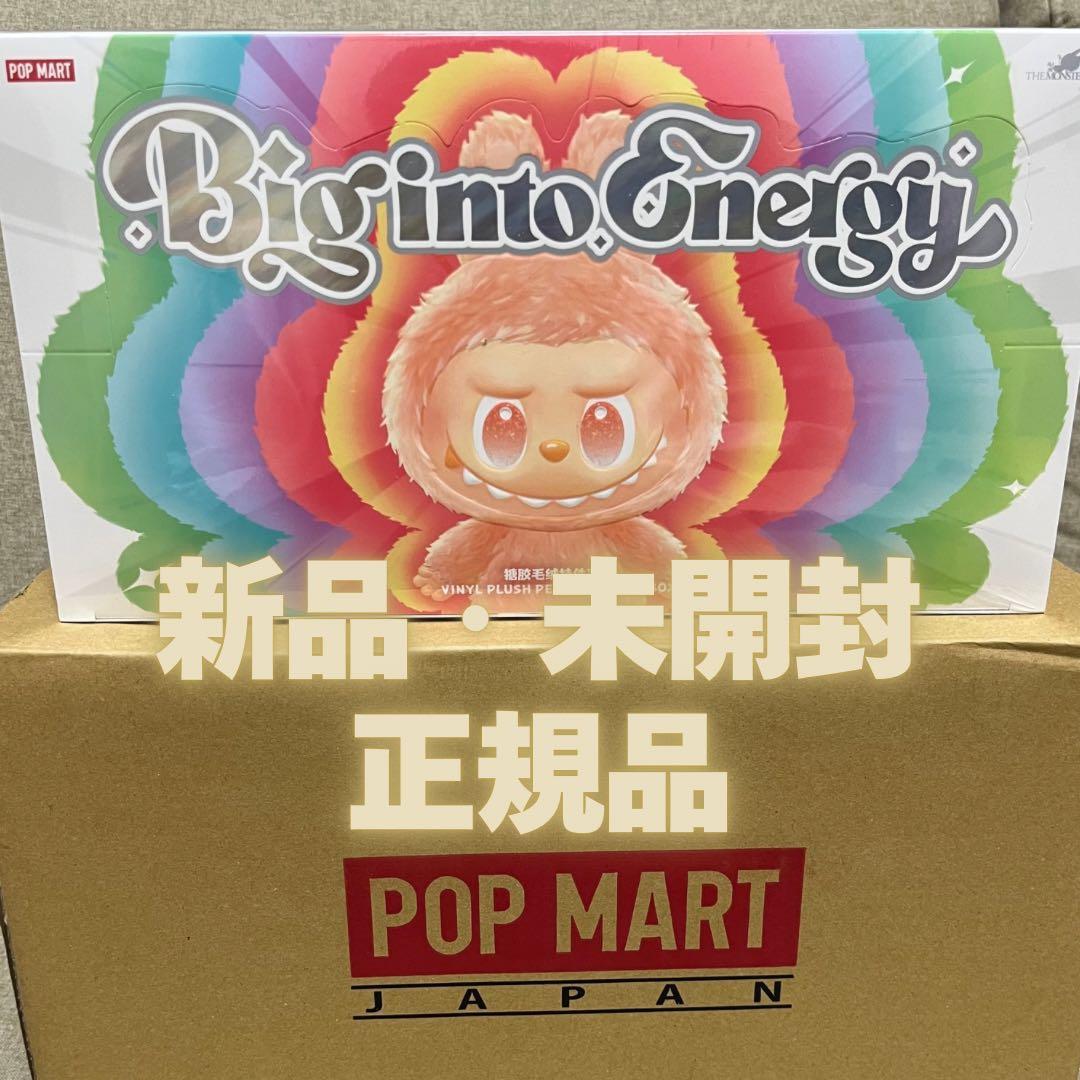 POP MART
Big into Energy
新品・未開封
VINYL PLUSH
正規品
POP MART
JAPAN